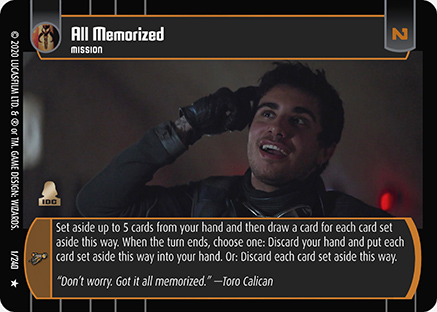 All Memorized
MISSION
N
© 2020 LUCASFILM LTD. & ® or TM. GAME DESIGN: WIZARDS.
IDC
1/240
Set aside up to 5 cards from your hand and then draw a card for each card set
aside this way. When the turn ends, choose one: Discard your hand and put each
card set aside this way into your hand. Or: Discard each card set aside this way.
“Don’t worry. Got it all memorized.” —Toro Calican